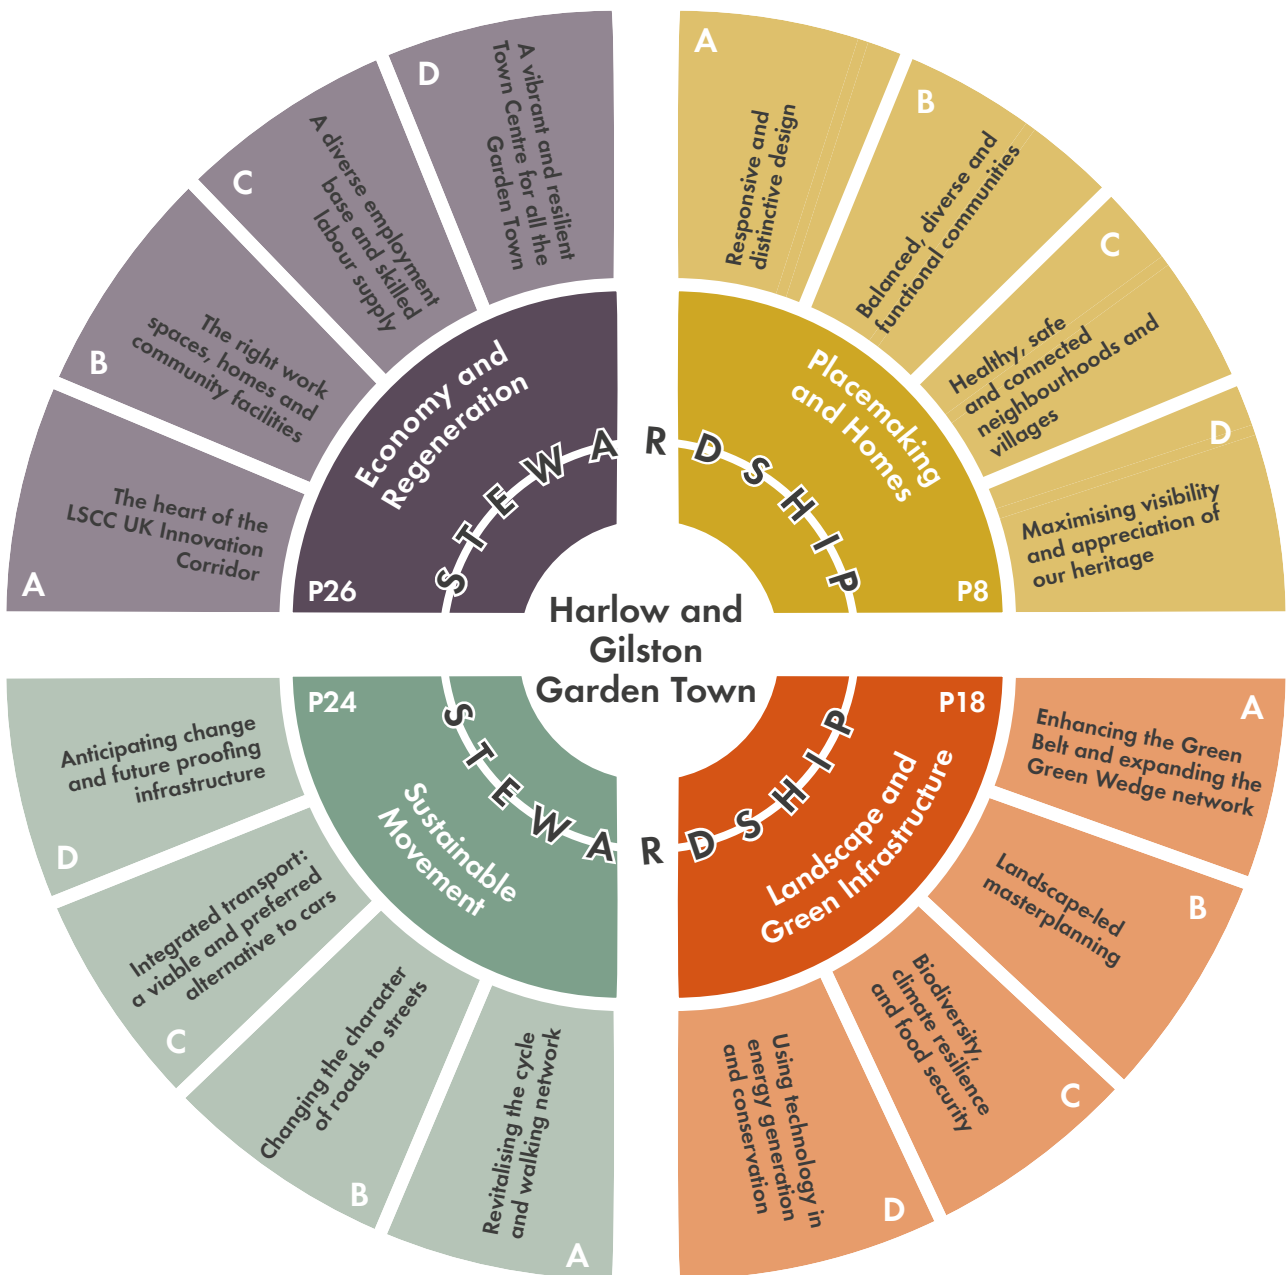 Harlow and
Gilston
Garden Town
STEWARDSHIP
STEWARDSHIP
Placemaking
and Homes
P8
A
Responsive and
distinctive design
B
Balanced, diverse and
functional communities
C
Healthy, safe
and connected
neighbourhoods and
villages
D
Maximising visibility
and appreciation of
our heritage
Landscape and
Green Infrastructure
P18
A
Enhancing the Green
Belt and expanding the
Green Wedge network
B
Landscape-led
masterplanning
C
Biodiversity,
climate resilience
and food security
D
Using technology in
energy generation
and conservation
Sustainable
Movement
P24
A
Revitalising the cycle
and walking network
B
Changing the character
of roads to streets
C
Integrated transport:
a viable and preferred
alternative to cars
D
Anticipating change
and future proofing
infrastructure
Economy and
Regeneration
P26
A
The heart of the
LSCC UK Innovation
Corridor
B
The right work
spaces, homes and
community facilities
C
A diverse employment
base and skilled
labour supply
D
A vibrant and resilient
Town Centre for all the
Garden Town